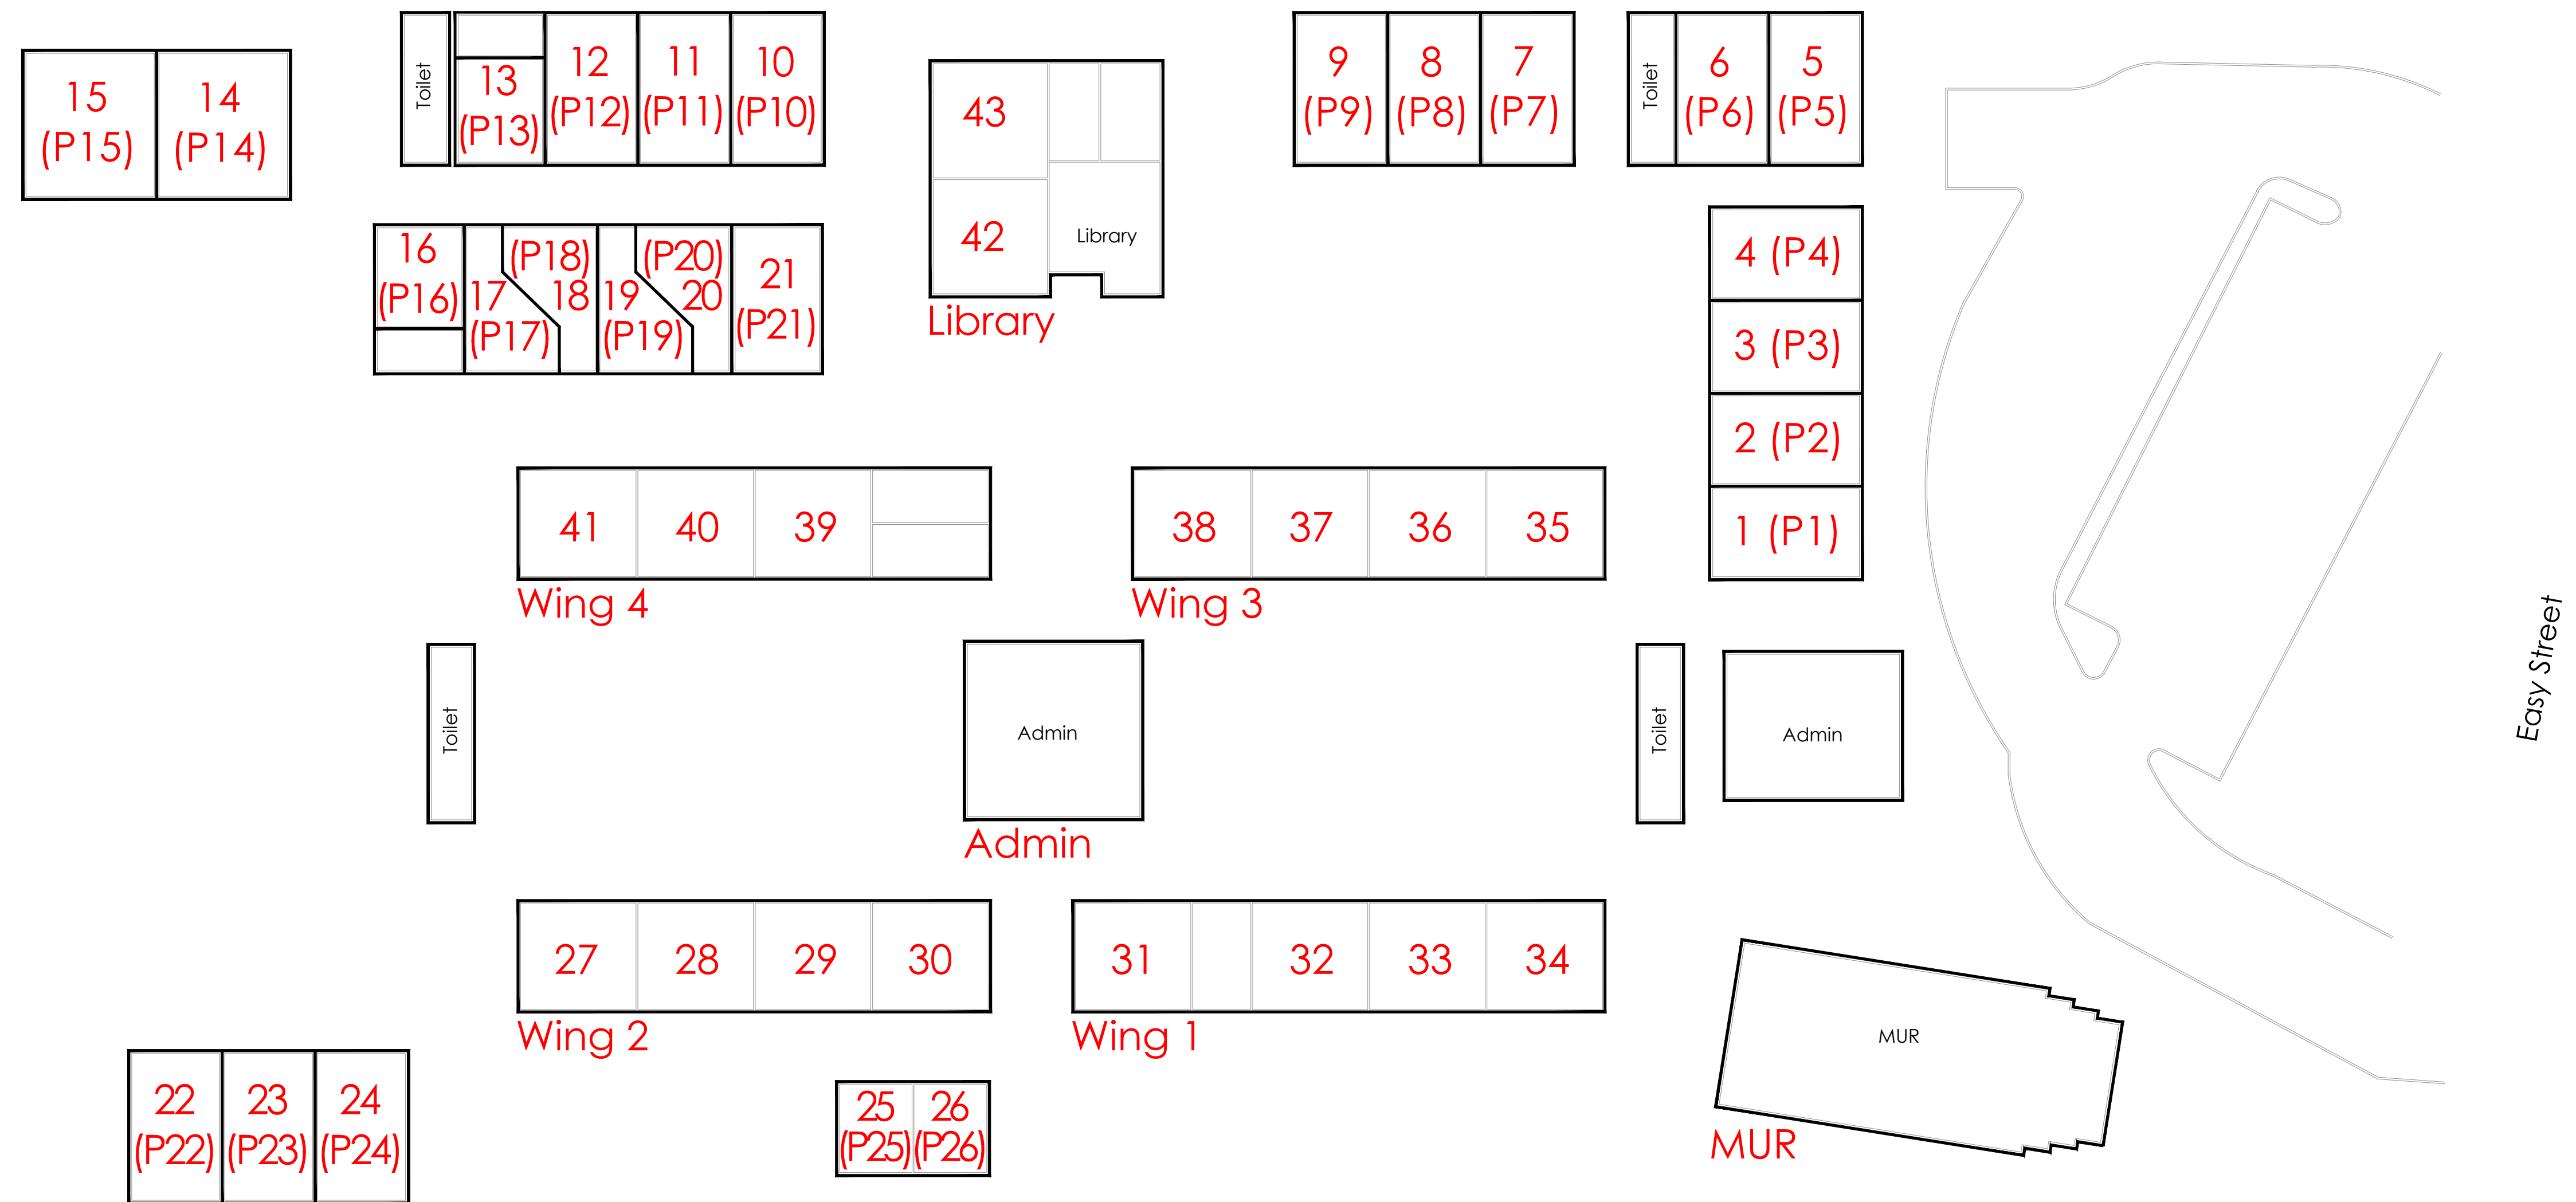 15
(P15)
14
(P14)
Toilet
13
(P13)
12
(P12)
11
(P11)
10
(P10)
43
42
Library
Library
9
(P9)
8
(P8)
7
(P7)
Toilet
6
(P6)
5
(P5)
16
(P16)
17
(P17)
(P18)
18
19
(P19)
(P20)
20
21
(P21)
4 (P4)
3 (P3)
2 (P2)
1 (P1)
41
40
39
Wing 4
38
37
36
35
Wing 3
Toilet
Admin
Admin
Toilet
Admin
Easy Street
27
28
29
30
Wing 2
31
32
33
34
Wing 1
MUR
MUR
22
(P22)
23
(P23)
24
(P24)
25
(P25)
26
(P26)